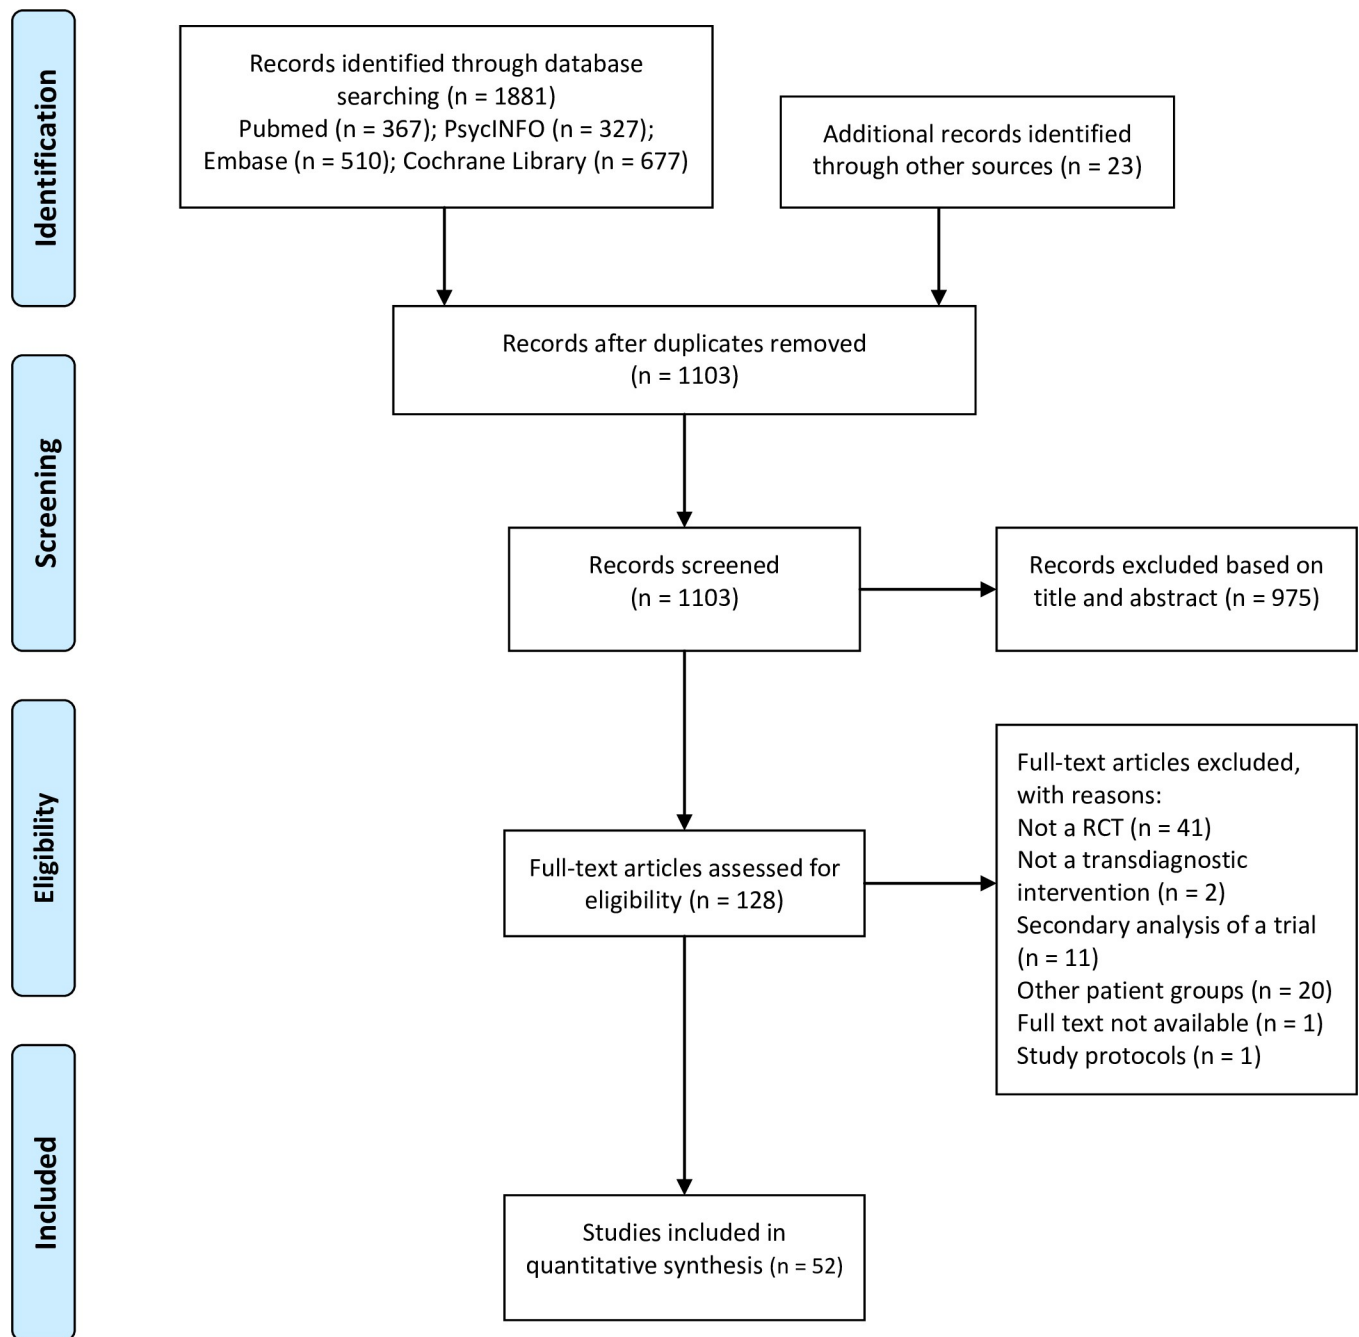 Identification
Records identified through database
searching (n = 1881)
Pubmed (n = 367); PsycINFO (n = 327);
Embase (n = 510); Cochrane Library (n = 677)
Additional records identified
through other sources (n = 23)
Records after duplicates removed
(n = 1103)
Screening
Records screened
(n = 1103)
Records excluded based on
title and abstract (n = 975)
Eligibility
Full-text articles assessed for
eligibility (n = 128)
Full-text articles excluded,
with reasons:
Not a RCT (n = 41)
Not a transdiagnostic
intervention (n = 2)
Secondary analysis of a trial
(n = 11)
Other patient groups (n = 20)
Full text not available (n = 1)
Study protocols (n = 1)
Included
Studies included in
quantitative synthesis (n = 52)